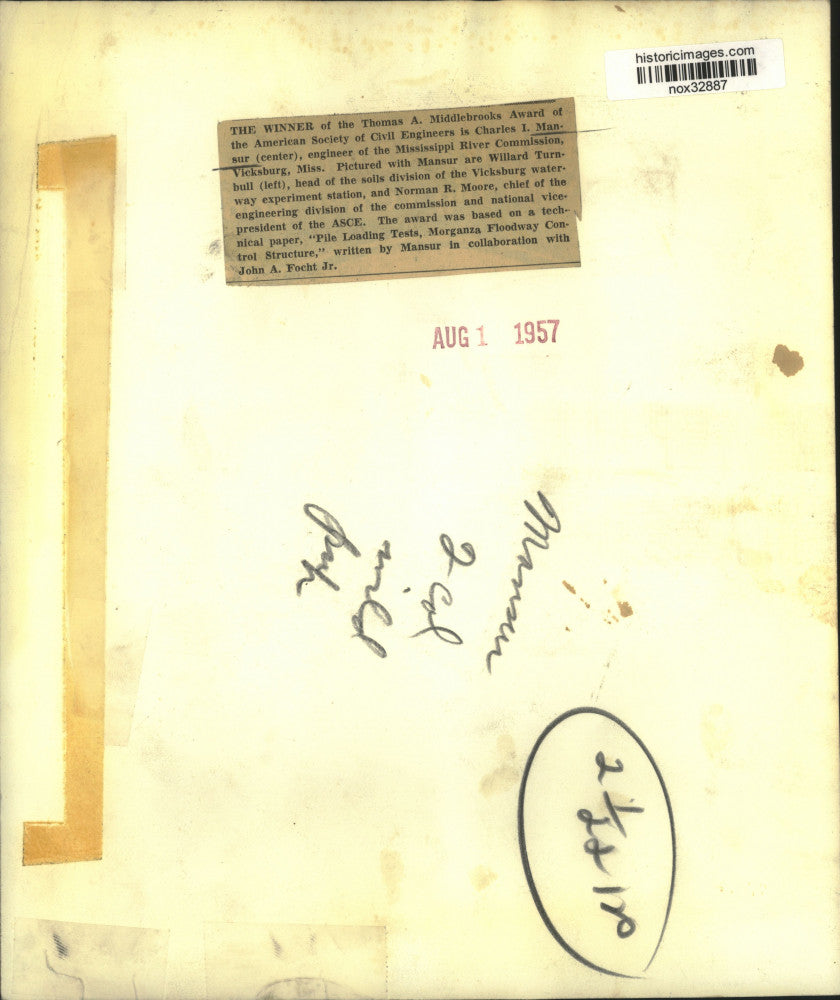 historicimages.com
nox32887
THE WINNER of the Thomas A. Middlebrooks Award of
the American Society of Civil Engineers is Charles I. Man-
sur (center), engineer of the Mississippi River Commission,
Vicksburg, Miss. Pictured with Mansur are Willard Turn-
bull (left), head of the soils division of the Vicksburg water-
way experiment station, and Norman R. Moore, chief of the
engineering division of the commission and national vice-
president of the ASCE. The award was based on a tech-
nical paper, "Pile Loading Tests, Morganza Floodway Con-
trol Structure," written by Mansur in collaboration with
John A. Focht Jr.
AUG 1 1957
Mansur
2 col